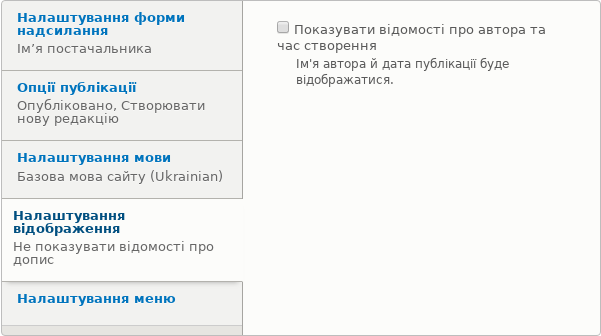 Налаштування форми
надсилання
Ім’я постачальника
Опції публікації
Опубліковано, Створювати
нову редакцію
Налаштування мови
Базова мова сайту (Ukrainian)
Налаштування
відображення
Не показувати відомості про
допис
Налаштування меню
Показувати відомості про автора та
час створення
Ім'я автора й дата публікації буде
відображатися.